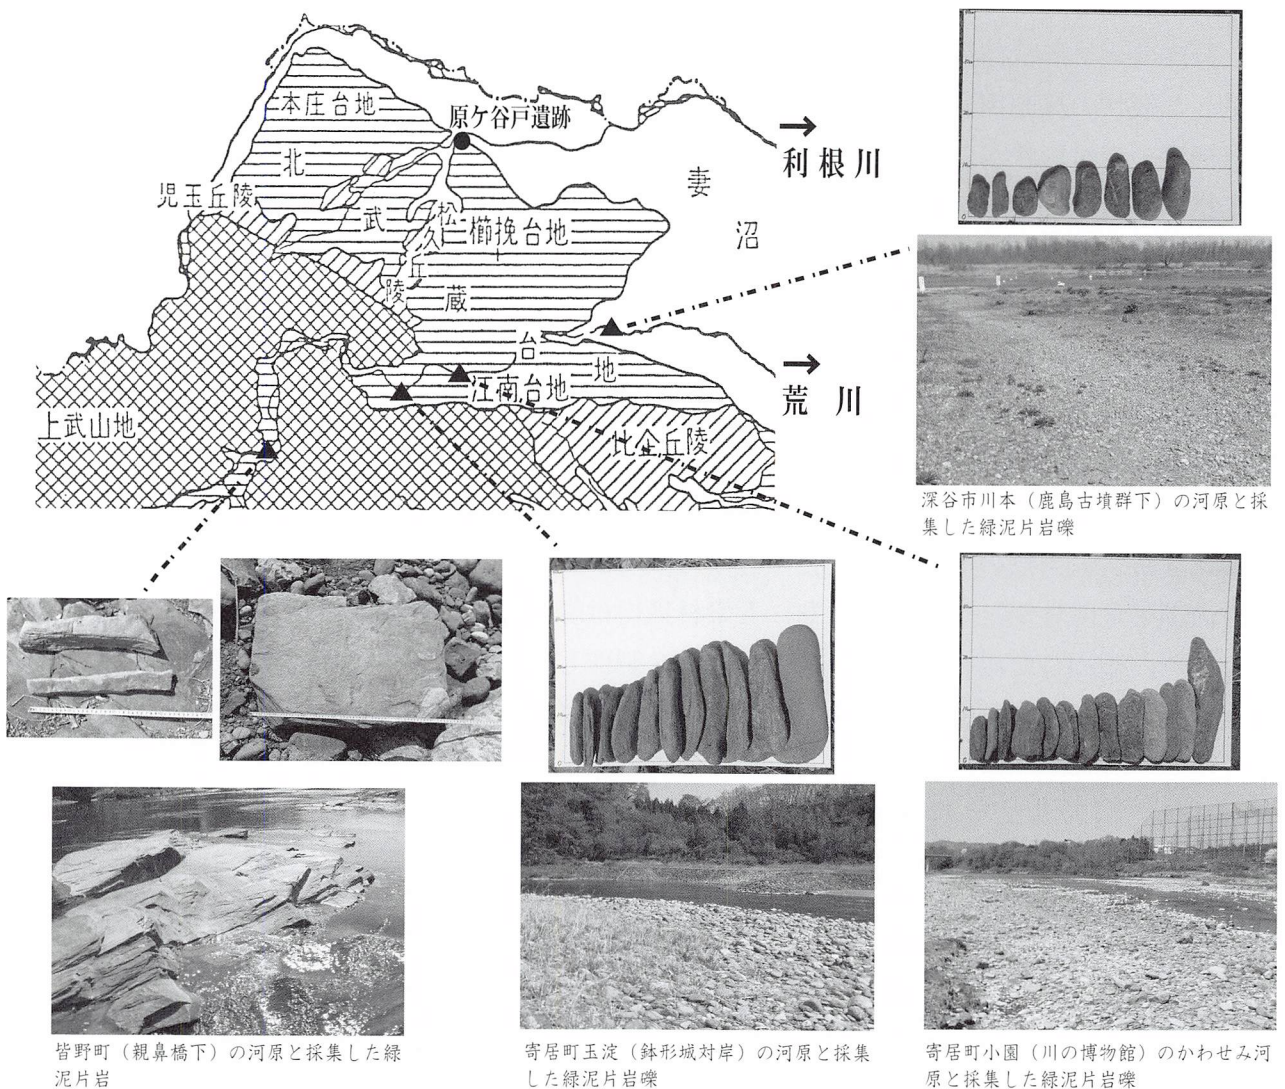 本庄台地
原ケ谷戸遺跡
→
利根川
北
武
蔵
台
地
妻
沼
児玉丘陵
松
久
丘
陵
櫛挽台地
江南台地
→
荒川
上武山地
比企丘陵
深谷市川本（鹿島古墳群下）の河原と採
集した緑泥片岩礫
皆野町（親鼻橋下）の河原と採集した緑
泥片岩
寄居町玉淀（鉢形城対岸）の河原と採集
した緑泥片岩礫
寄居町小園（川の博物館）のかわせみ河
原と採集した緑泥片岩礫